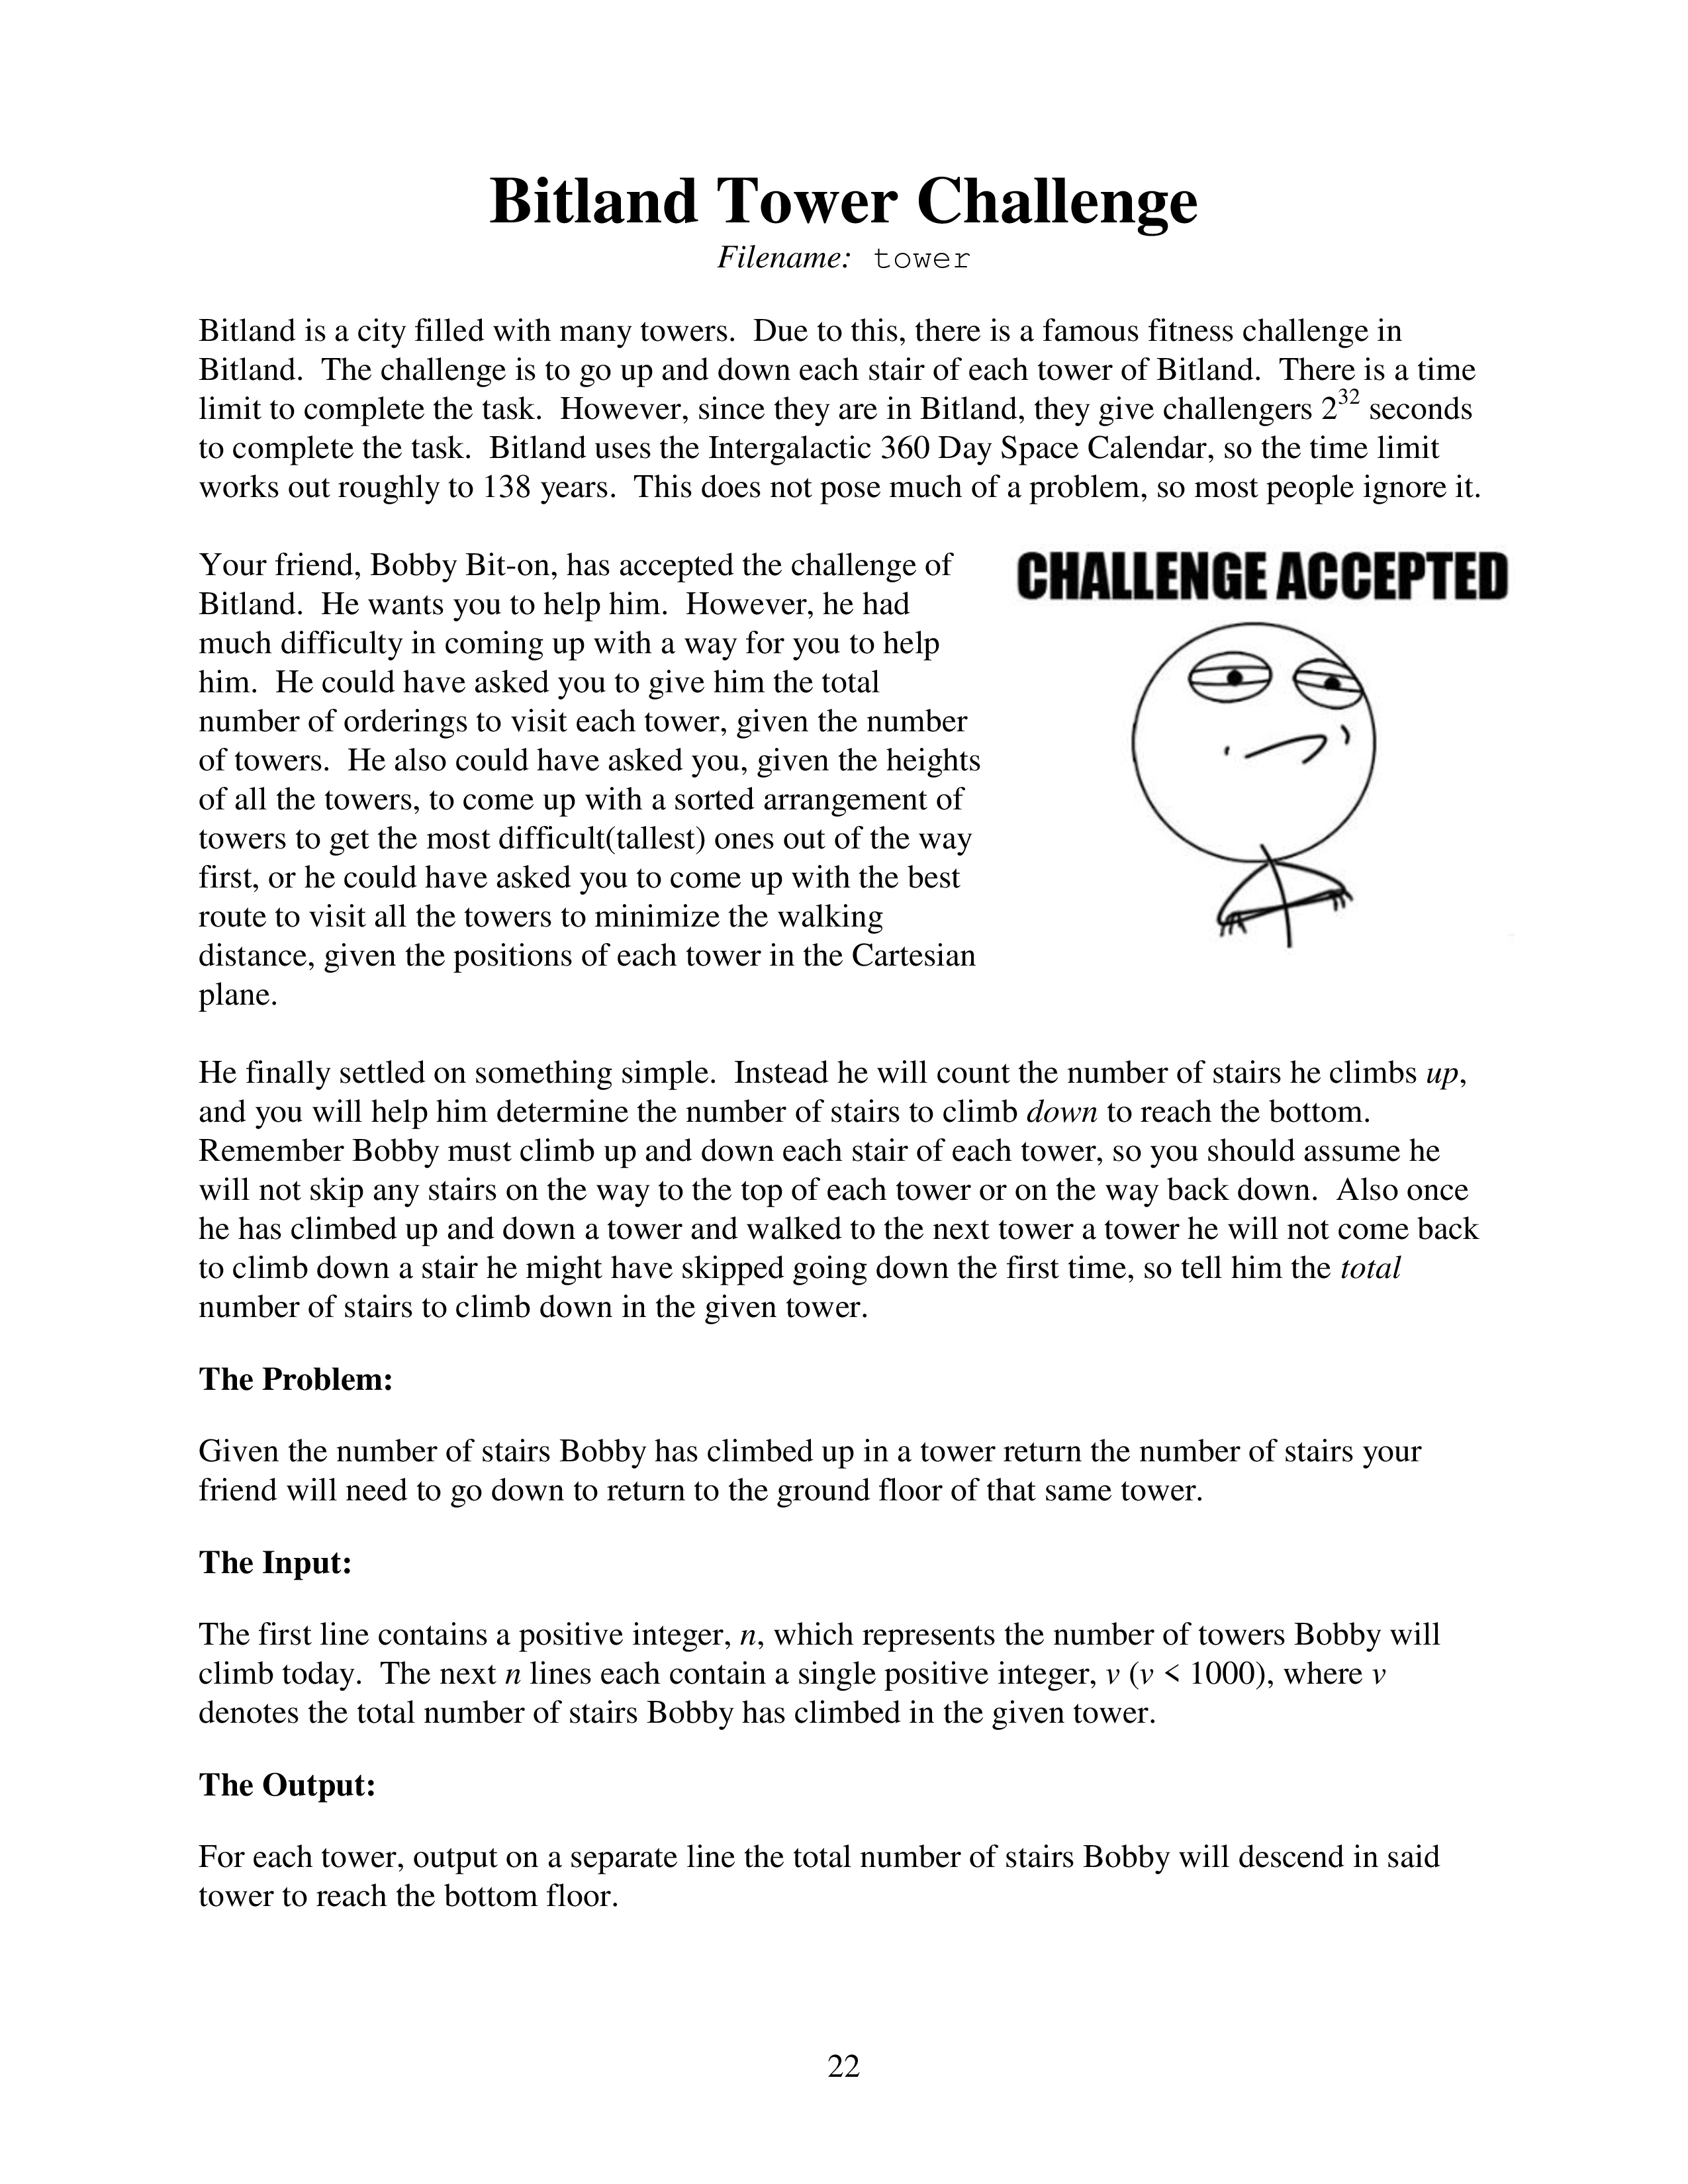 Bitland Tower Challenge
Filename: tower
Bitland is a city filled with many towers. Due to this, there is a famous fitness challenge in
Bitland. The challenge is to go up and down each stair of each tower of Bitland. There is a time
limit to complete the task. However, since they are in Bitland, they give challengers 2^32 seconds
to complete the task. Bitland uses the Intergalactic 360 Day Space Calendar, so the time limit
works out roughly to 138 years. This does not pose much of a problem, so most people ignore it.
Your friend, Bobby Bit-on, has accepted the challenge of
Bitland. He wants you to help him. However, he had
much difficulty in coming up with a way for you to help
him. He could have asked you to give him the total
number of orderings to visit each tower, given the number
of towers. He also could have asked you, given the heights
of all the towers, to come up with a sorted arrangement of
towers to get the most difficult(tallest) ones out of the way
first, or he could have asked you to come up with the best
route to visit all the towers to minimize the walking
distance, given the positions of each tower in the Cartesian
plane.
CHALLENGE ACCEPTED
He finally settled on something simple. Instead he will count the number of stairs he climbs up,
and you will help him determine the number of stairs to climb down to reach the bottom.
Remember Bobby must climb up and down each stair of each tower, so you should assume he
will not skip any stairs on the way to the top of each tower or on the way back down. Also once
he has climbed up and down a tower and walked to the next tower a tower he will not come back
to climb down a stair he might have skipped going down the first time, so tell him the total
number of stairs to climb down in the given tower.
The Problem:
Given the number of stairs Bobby has climbed up in a tower return the number of stairs your
friend will need to go down to return to the ground floor of that same tower.
The Input:
The first line contains a positive integer, n, which represents the number of towers Bobby will
climb today. The next n lines each contain a single positive integer, v (v < 1000), where v
denotes the total number of stairs Bobby has climbed in the given tower.
The Output:
For each tower, output on a separate line the total number of stairs Bobby will descend in said
tower to reach the bottom floor.
22